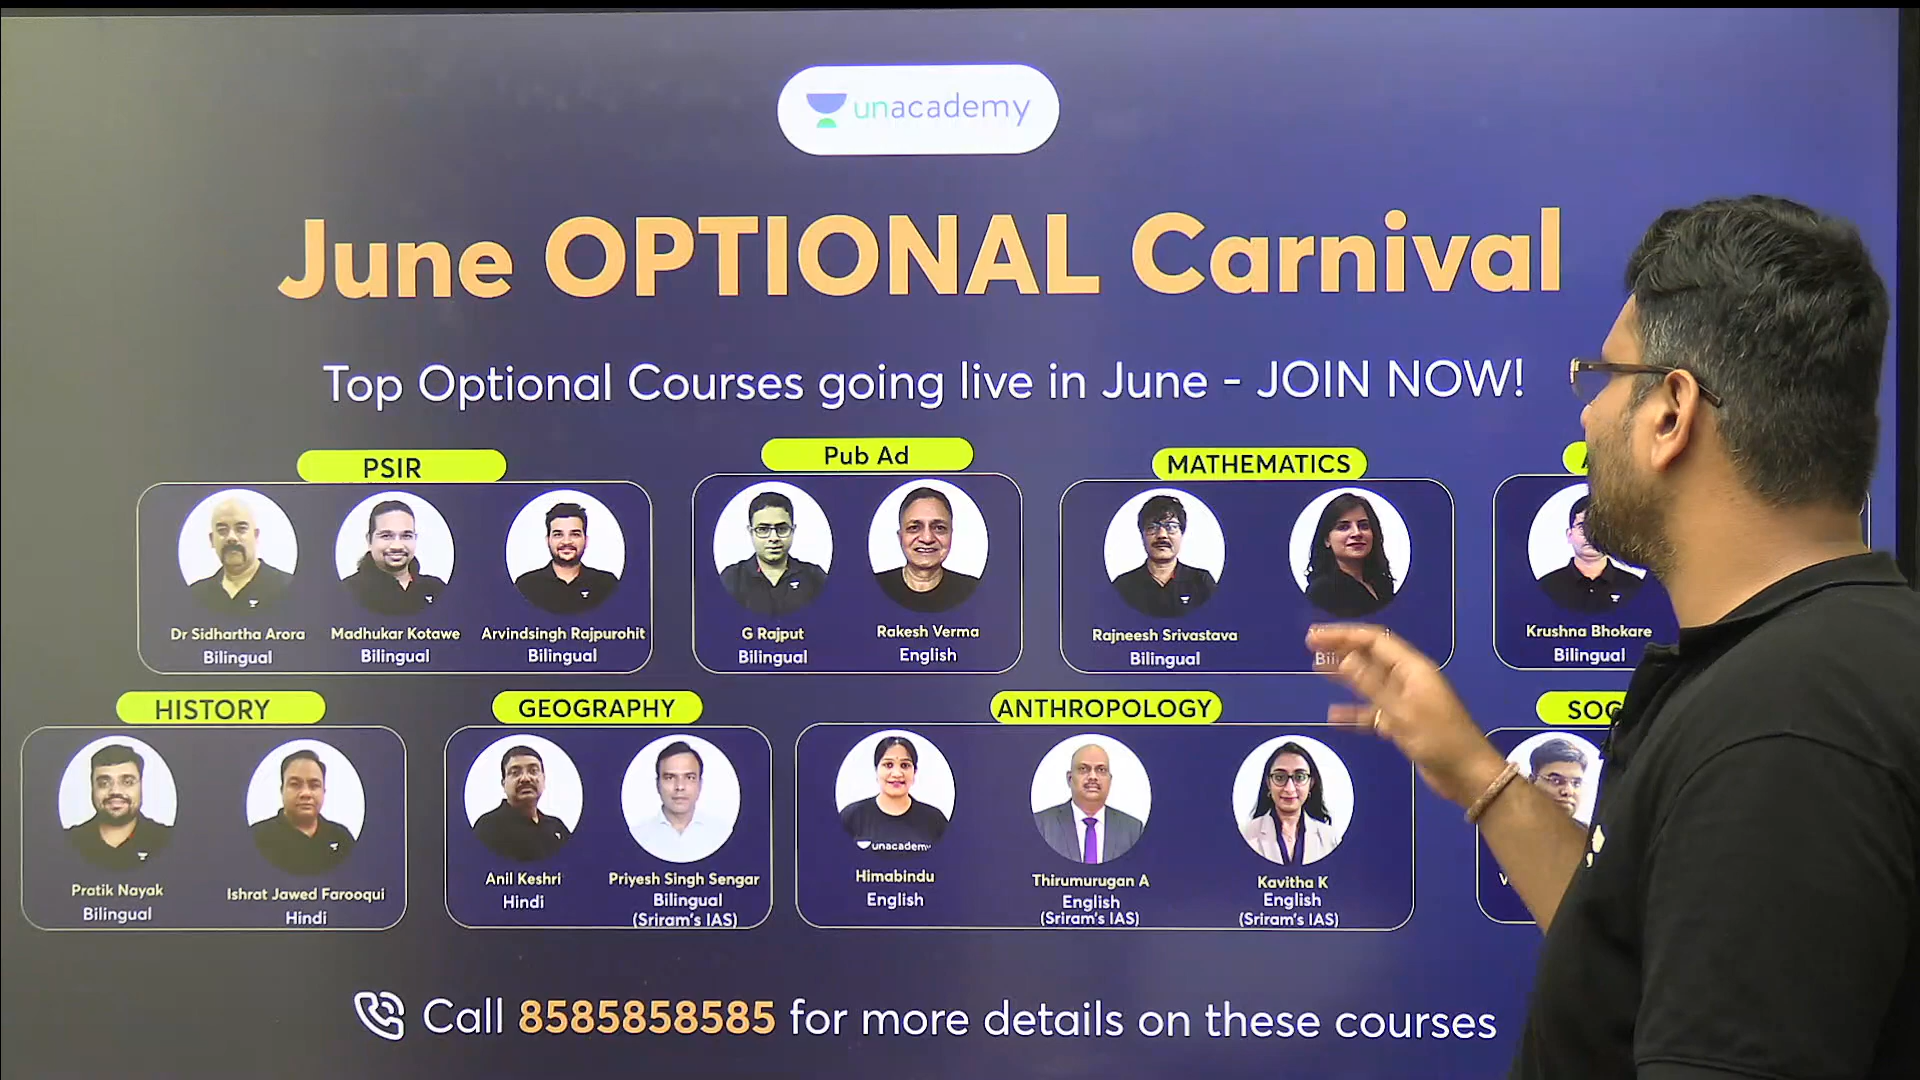 unacademy
June OPTIONAL Carnival
Top Optional Courses going live in June - JOIN NOW!
PSIR
Dr Sidhartha Arora
Bilingual
Madhukar Kotawe
Bilingual
Arvindsingh Rajpurohit
Bilingual
Pub Ad
G Rajput
Bilingual
Rakesh Verma
English
MATHEMATICS
Rajneesh Srivastava
Bilingual
Krushna Bhokare
Bilingual
HISTORY
Pratik Nayak
Bilingual
Ishrat Jawed Farooqui
Hindi
GEOGRAPHY
Anil Keshri
Hindi
Priyesh Singh Sengar
Bilingual
(Sriram's IAS)
ANTHROPOLOGY
unacademy
Himabindu
English
Thirumurugan A
English
(Sriram's IAS)
Kavitha K
English
(Sriram's IAS)
Call 8585858585 for more details on these courses